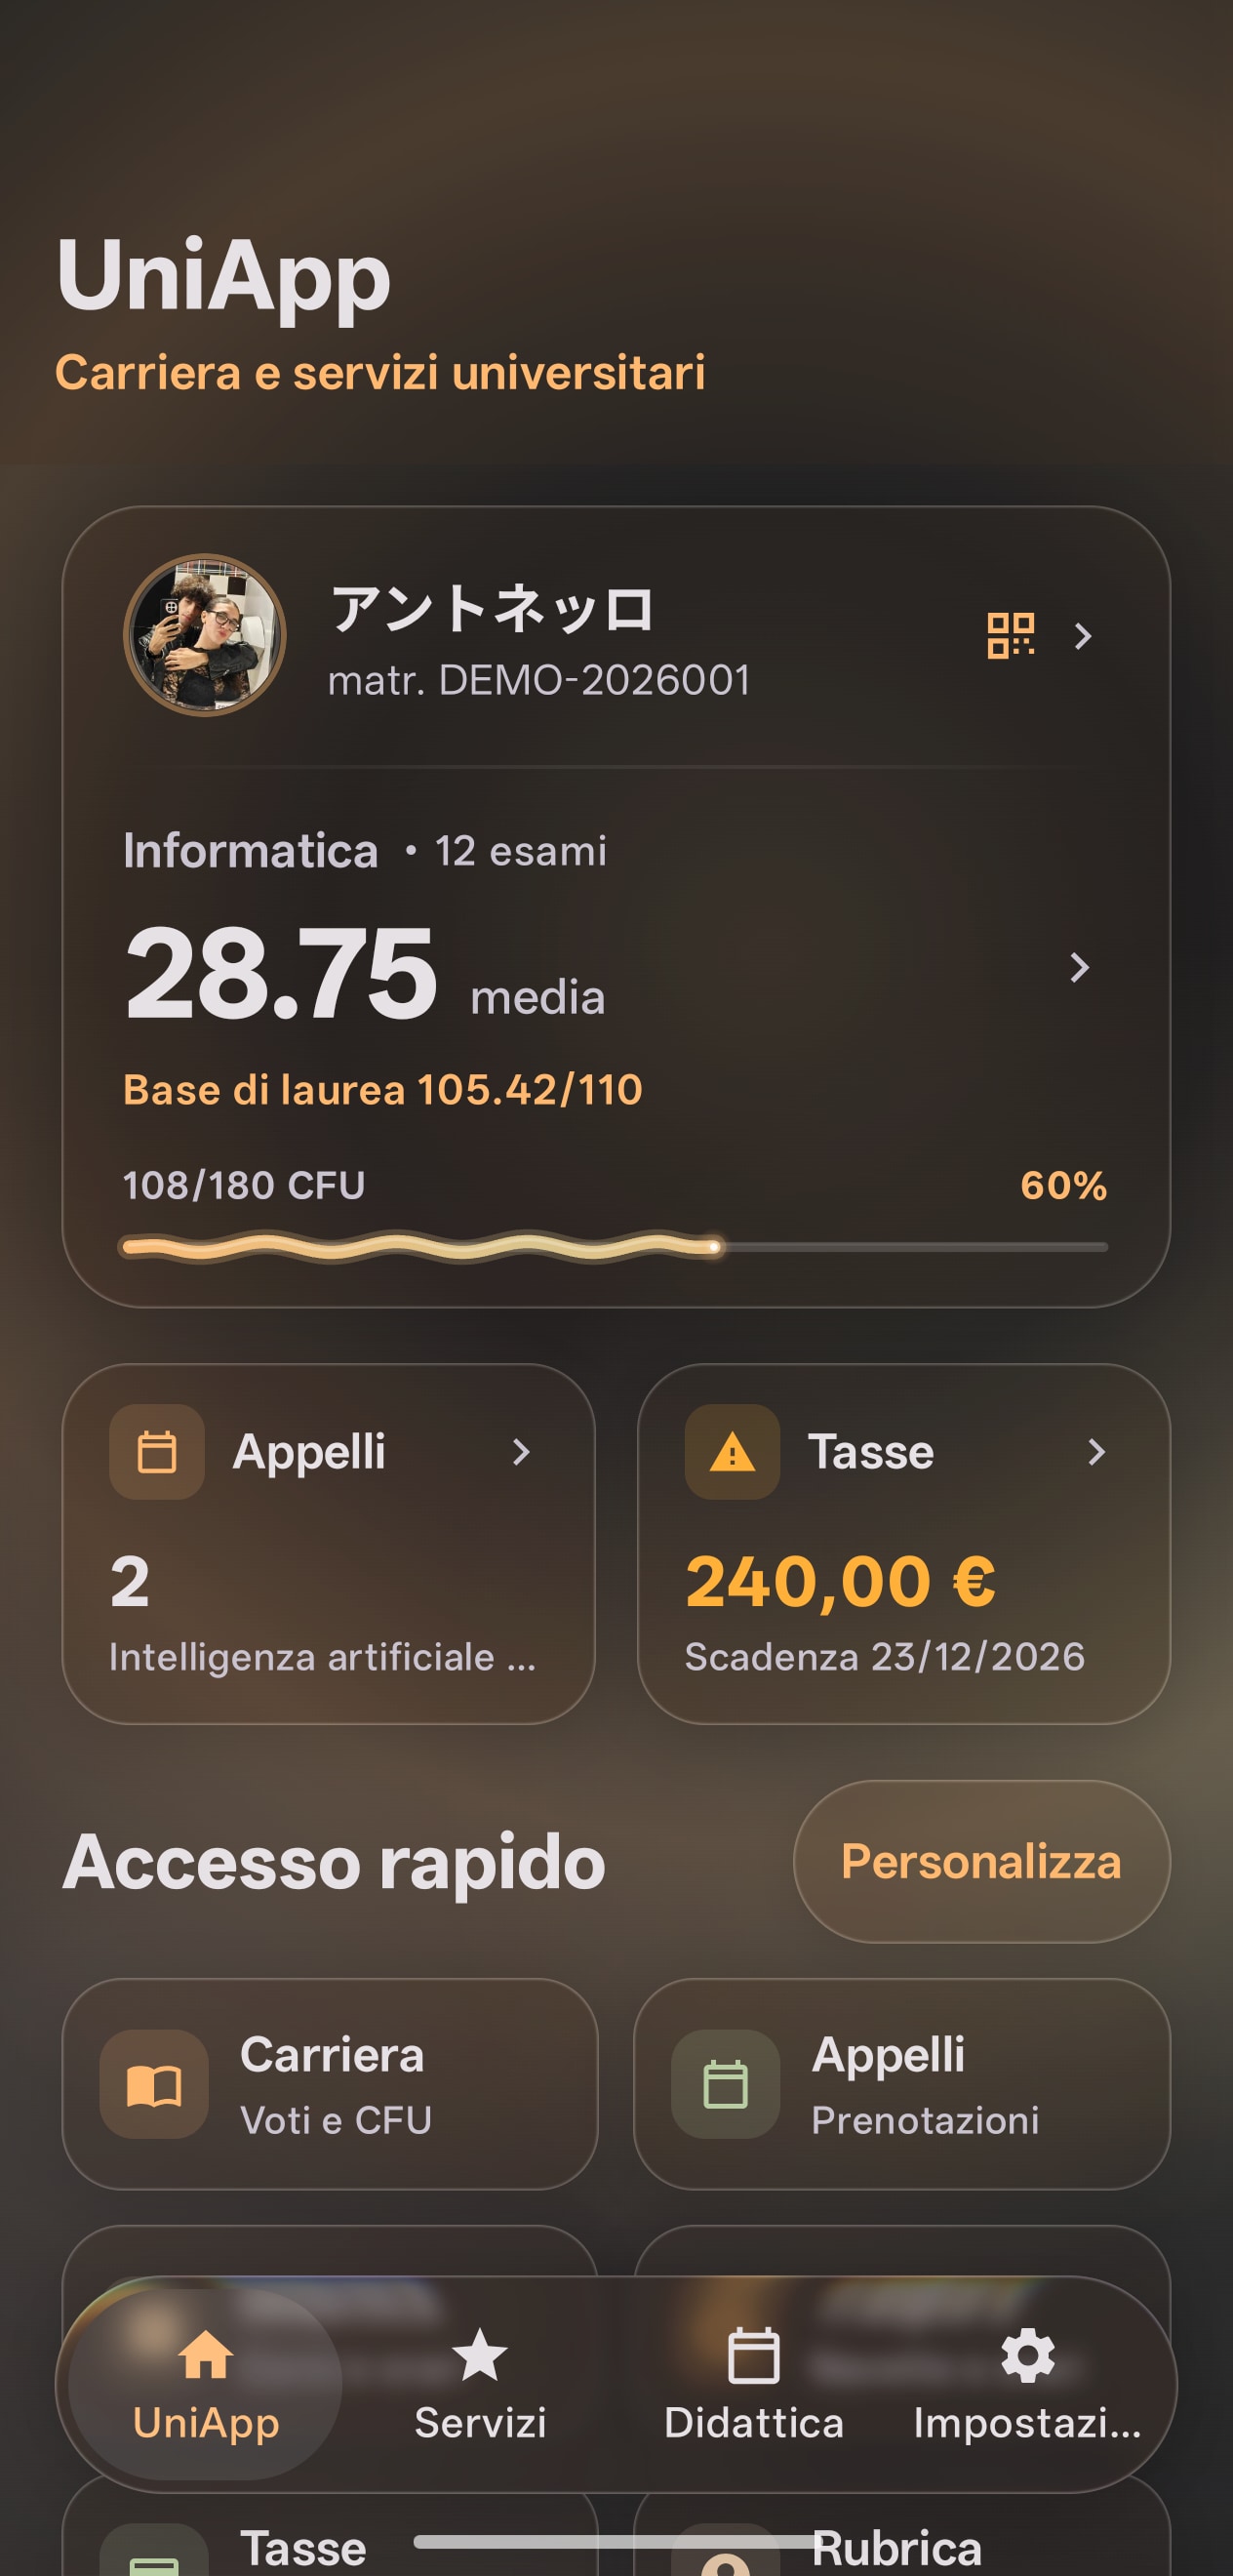 UniApp
Carriera e servizi universitari
アントネッロ
matr. DEMO-2026001
Informatica • 12 esami
28.75 media
Base di laurea 105.42/110
108/180 CFU 60%
Appelli
2
Intelligenza artificiale ...
Tasse
240,00 €
Scadenza 23/12/2026
Accesso rapido
Personalizza
Carriera
Voti e CFU
Appelli
Prenotazioni
UniApp
Servizi
Didattica
Impostazi...
Tasse
Rubrica